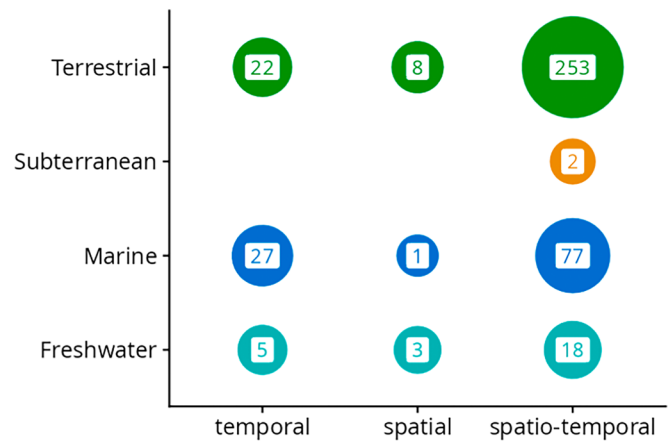 Terrestrial 22 8 253
Subterranean 2
Marine 27 1 77
Freshwater 5 3 18
temporal spatial spatio-temporal